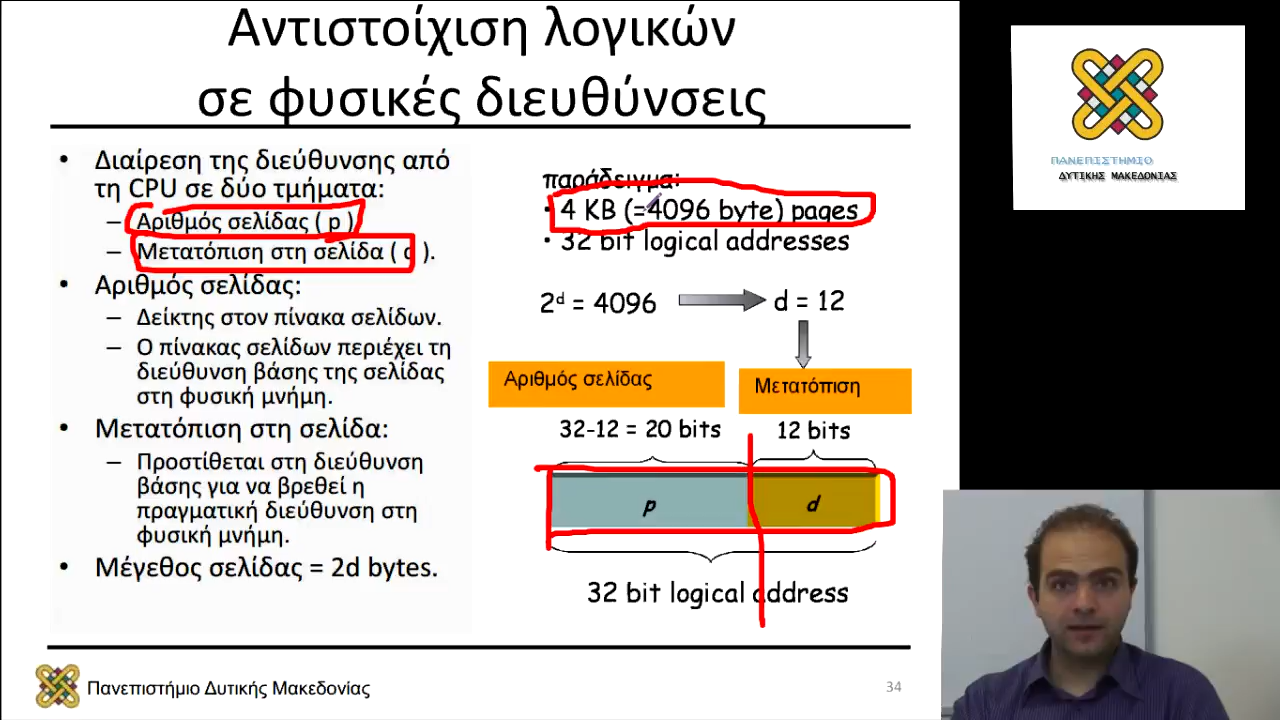 Αντιστοίχιση λογικών
σε φυσικές διευθύνσεις
• Διαίρεση της διεύθυνσης από
τη CPU σε δύο τμήματα:
– Αριθμός σελίδας ( p )
– Μετατόπιση στη σελίδα ( d ).
• Αριθμός σελίδας:
– Δείκτης στον πίνακα σελίδων.
– Ο πίνακας σελίδων περιέχει τη
διεύθυνση βάσης της σελίδας
στη φυσική μνήμη.
• Μετατόπιση στη σελίδα:
– Προστίθεται στη διεύθυνση
βάσης για να βρεθεί η
πραγματική διεύθυνση στη
φυσική μνήμη.
• Μέγεθος σελίδας = 2d bytes.
παράδειγμα:
• 4 KB (=4096 byte) pages
• 32 bit logical addresses
2ᵈ = 4096 d = 12
Αριθμός σελίδας Μετατόπιση
32-12 = 20 bits 12 bits
p d
32 bit logical address
Πανεπιστήμιο Δυτικής Μακεδονίας
34
ΠΑΝΕΠΙΣΤΗΜΙΟ
ΔΥΤΙΚΗΣ ΜΑΚΕΔΟΝΙΑΣ